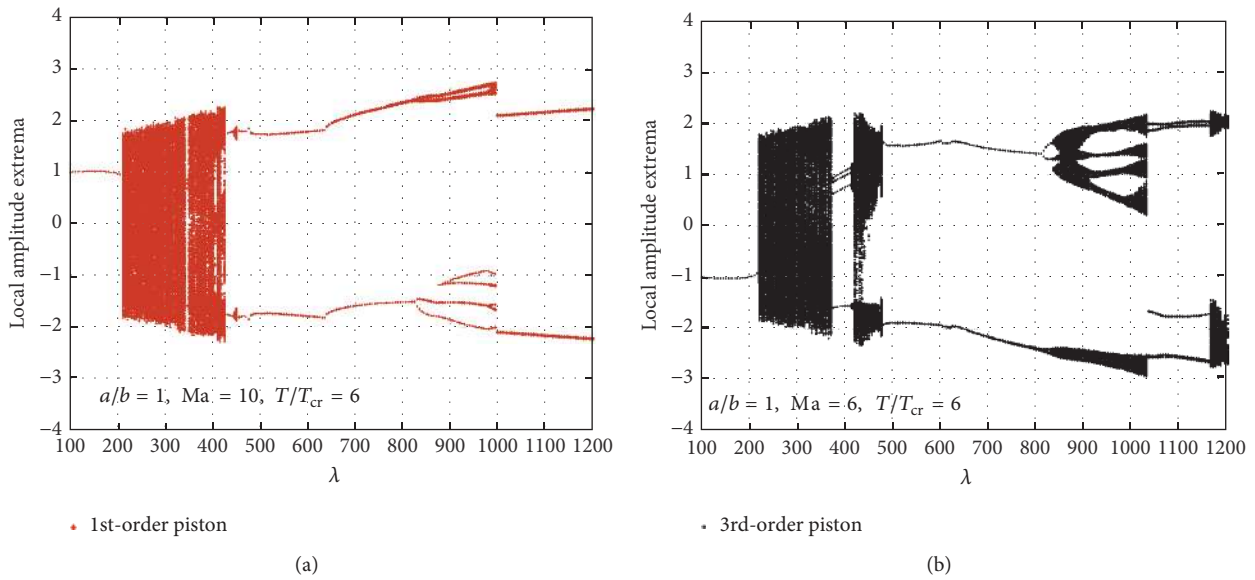 Local amplitude extrema
4
3
2
1
0
−1
−2
−3
−4
a/b = 1, Ma = 10, T/Tcr = 6
100 200 300 400 500 600 700 800 900 1000 1100 1200
λ
1st-order piston
(a)
Local amplitude extrema
4
3
2
1
0
−1
−2
−3
−4
a/b = 1, Ma = 6, T/Tcr = 6
100 200 300 400 500 600 700 800 900 1000 1100 1200
λ
3rd-order piston
(b)